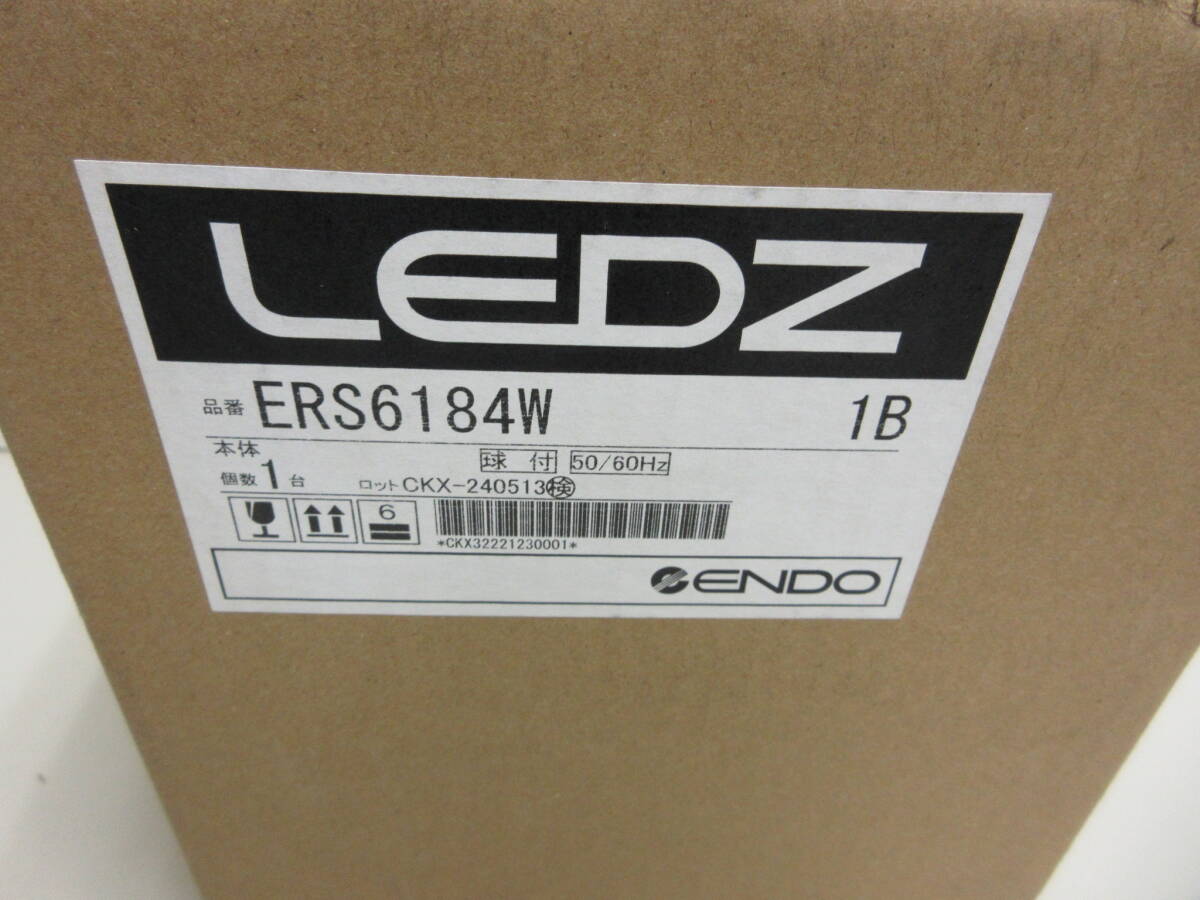 LEDZ
品番 ERS6184W 1B
本体 球付 50/60Hz
個数 1 台 ロット CKX-240513 検
6
*CKX32221230001*
ENDO